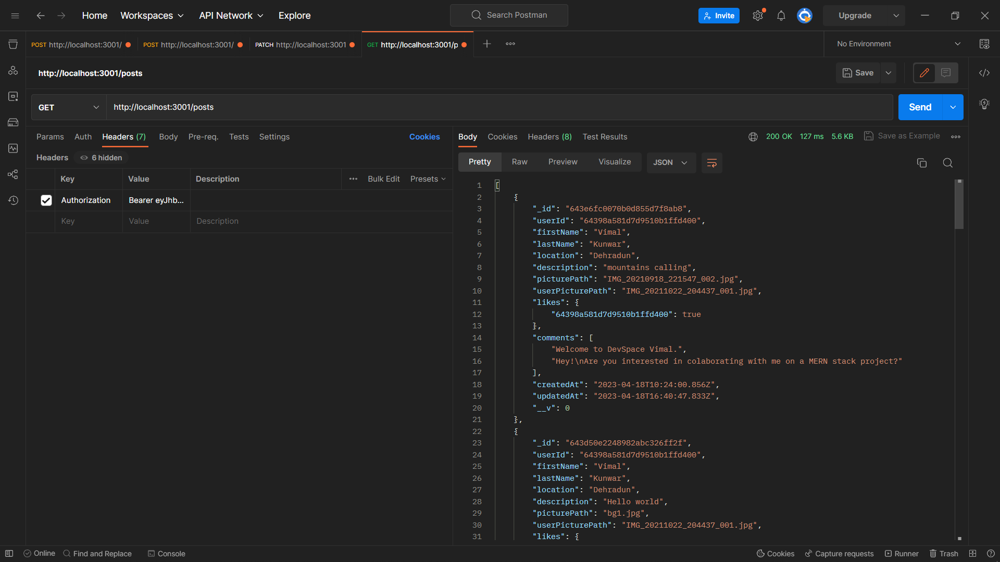 Home Workspaces API Network Explore Search Postman Invite Upgrade
POST http://localhost:3001/ POST http://localhost:3001/ PATCH http://localhost:3001 GET http://localhost:3001/p No Environment
http://localhost:3001/posts Save
GET http://localhost:3001/posts Send
Params Auth Headers (7) Body Pre-req. Tests Settings Cookies
Headers 6 hidden
Key Value Description Bulk Edit Presets
Authorization Bearer eyJhb...
Key Value Description
Body Cookies Headers (8) Test Results 200 OK 127 ms 5.6 KB Save as Example
Pretty Raw Preview Visualize JSON
1 [
2 {
3 "_id": "643e6fc0070b0d855d7f8ab8",
4 "userId": "64398a581d7d9510b1ffd400",
5 "firstName": "Vimal",
6 "lastName": "Kunwar",
7 "location": "Dehradun",
8 "description": "mountains calling",
9 "picturePath": "IMG_20210918_221547_002.jpg",
10 "userPicturePath": "IMG_20211022_204437_001.jpg",
11 "likes": {
12 "64398a581d7d9510b1ffd400": true
13 },
14 "comments": [
15 "Welcome to DevSpace Vimal.",
16 "Hey!\nAre you interested in colaborating with me on a MERN stack project?"
17 ],
18 "createdAt": "2023-04-18T10:24:00.856Z",
19 "updatedAt": "2023-04-18T16:40:47.833Z",
20 "__v": 0
21 },
22 {
23 "_id": "643d50e2248982abc326ff2f",
24 "userId": "64398a581d7d9510b1ffd400",
25 "firstName": "Vimal",
26 "lastName": "Kunwar",
27 "location": "Dehradun",
28 "description": "Hello world",
29 "picturePath": "bg1.jpg",
30 "userPicturePath": "IMG_20211022_204437_001.jpg",
31 "likes": {
Online Find and Replace Console Cookies Capture requests Runner Trash